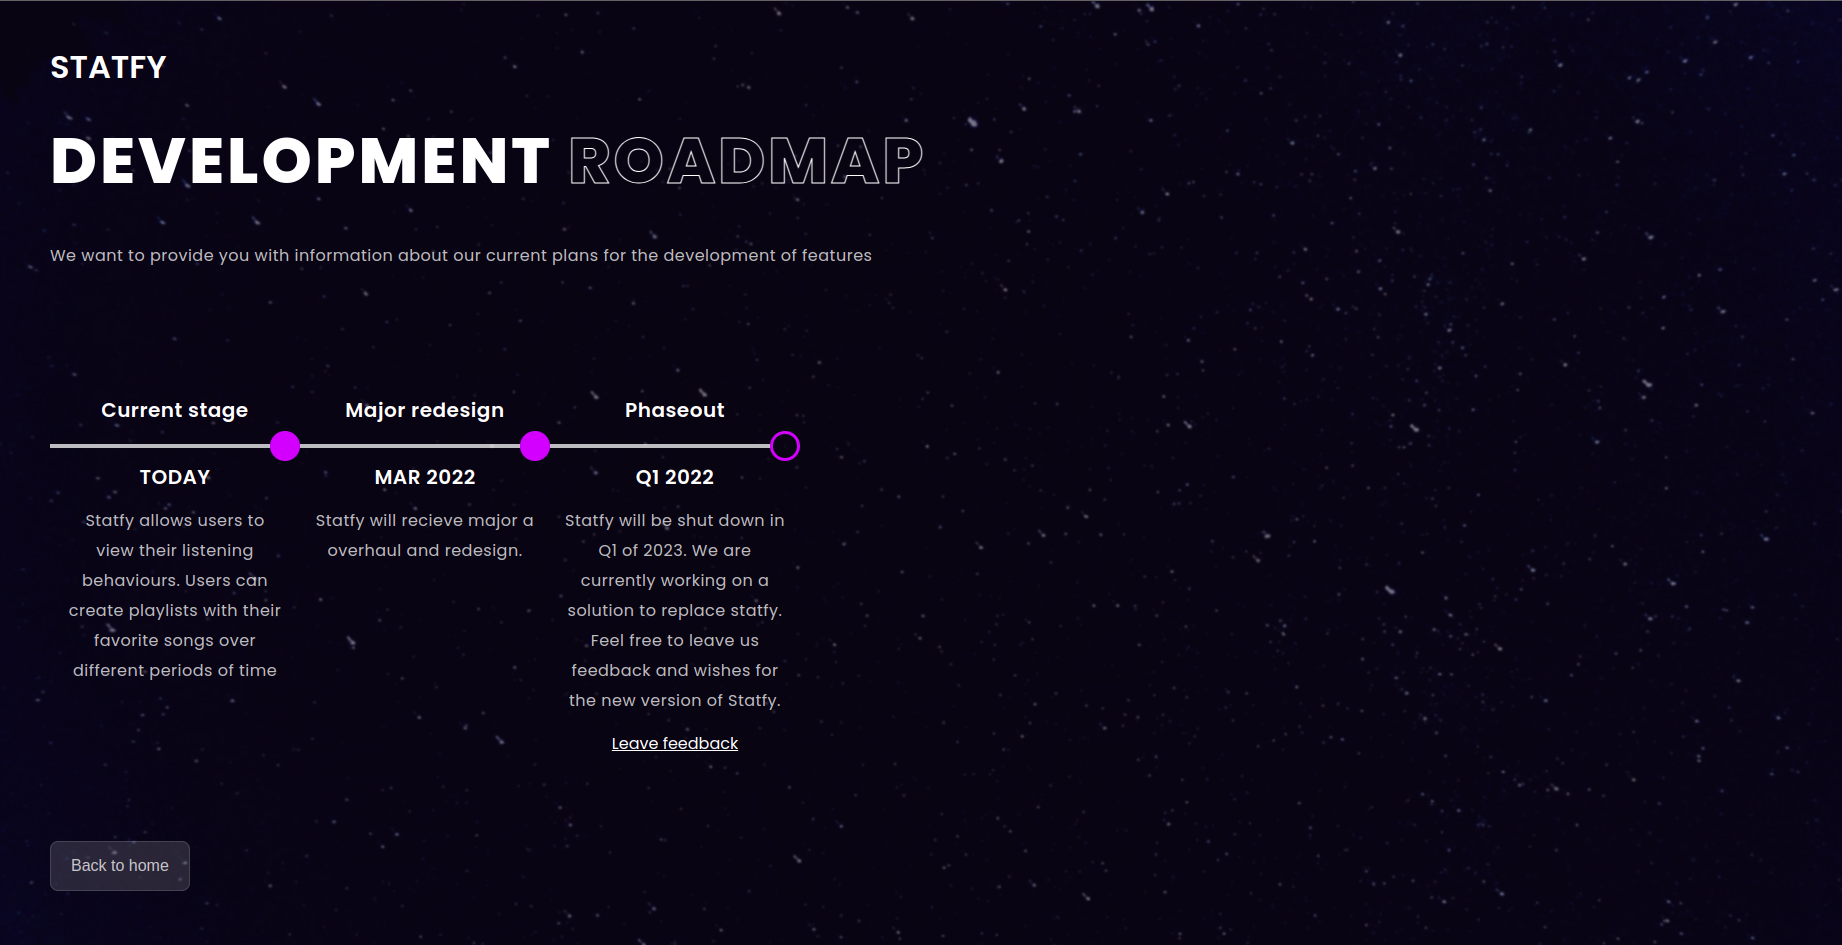 STATFY
DEVELOPMENT ROADMAP
We want to provide you with information about our current plans for the development of features
Current stage
TODAY
Statfy allows users to
view their listening
behaviours. Users can
create playlists with their
favorite songs over
different periods of time
Major redesign
MAR 2022
Statfy will recieve major a
overhaul and redesign.
Phaseout
Q1 2022
Statfy will be shut down in
Q1 of 2023. We are
currently working on a
solution to replace statfy.
Feel free to leave us
feedback and wishes for
the new version of Statfy.
Leave feedback
Back to home